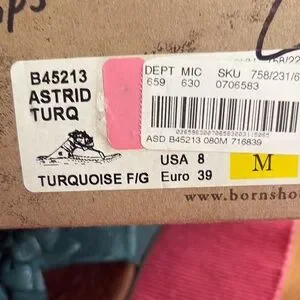 B45213
ASTRID
TURQ
TURQUOISE F/G
DEPT MIC SKU 758/231/6
659 630 0706583
ASD B45213 080M 716839
USA 8
Euro 39
M
www.bornsho